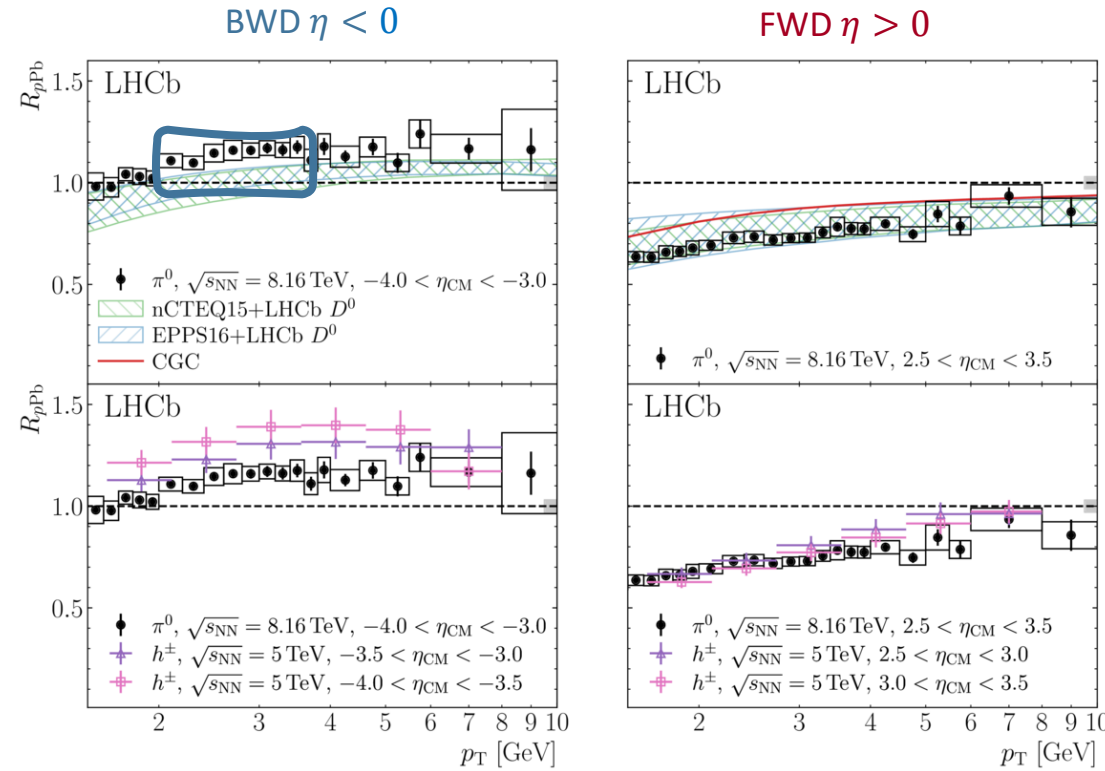 BWD η < 0
FWD η > 0
R_pPb
1.5
1.0
0.5
LHCb
π⁰, √s_NN = 8.16 TeV, −4.0 < η_CM < −3.0
nCTEQ15+LHCb D⁰
EPPS16+LHCb D⁰
CGC
LHCb
π⁰, √s_NN = 8.16 TeV, 2.5 < η_CM < 3.5
R_pPb
1.5
1.0
0.5
LHCb
π⁰, √s_NN = 8.16 TeV, −4.0 < η_CM < −3.0
h±, √s_NN = 5 TeV, −3.5 < η_CM < −3.0
h±, √s_NN = 5 TeV, −4.0 < η_CM < −3.5
2 3 4 5 6 7 8 9 10
p_T [GeV]
LHCb
π⁰, √s_NN = 8.16 TeV, 2.5 < η_CM < 3.5
h±, √s_NN = 5 TeV, 2.5 < η_CM < 3.0
h±, √s_NN = 5 TeV, 3.0 < η_CM < 3.5
2 3 4 5 6 7 8 9 10
p_T [GeV]